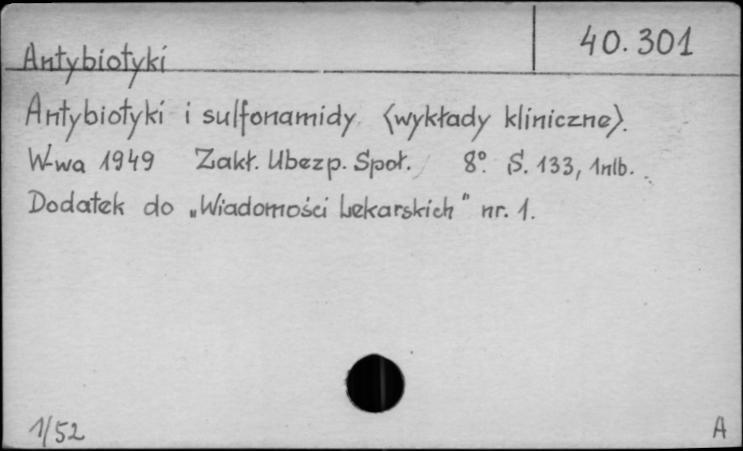 Antybiotyki
40.301
Antybiotyki i sulfonamidy ⟨wykłady kliniczne⟩.
W-wa 1949 Zakł. Ubezp. Społ. 8° S. 133, 1nlb.
Dodatek do „Wiadomości Lekarskich" nr. 1.
1/52
A